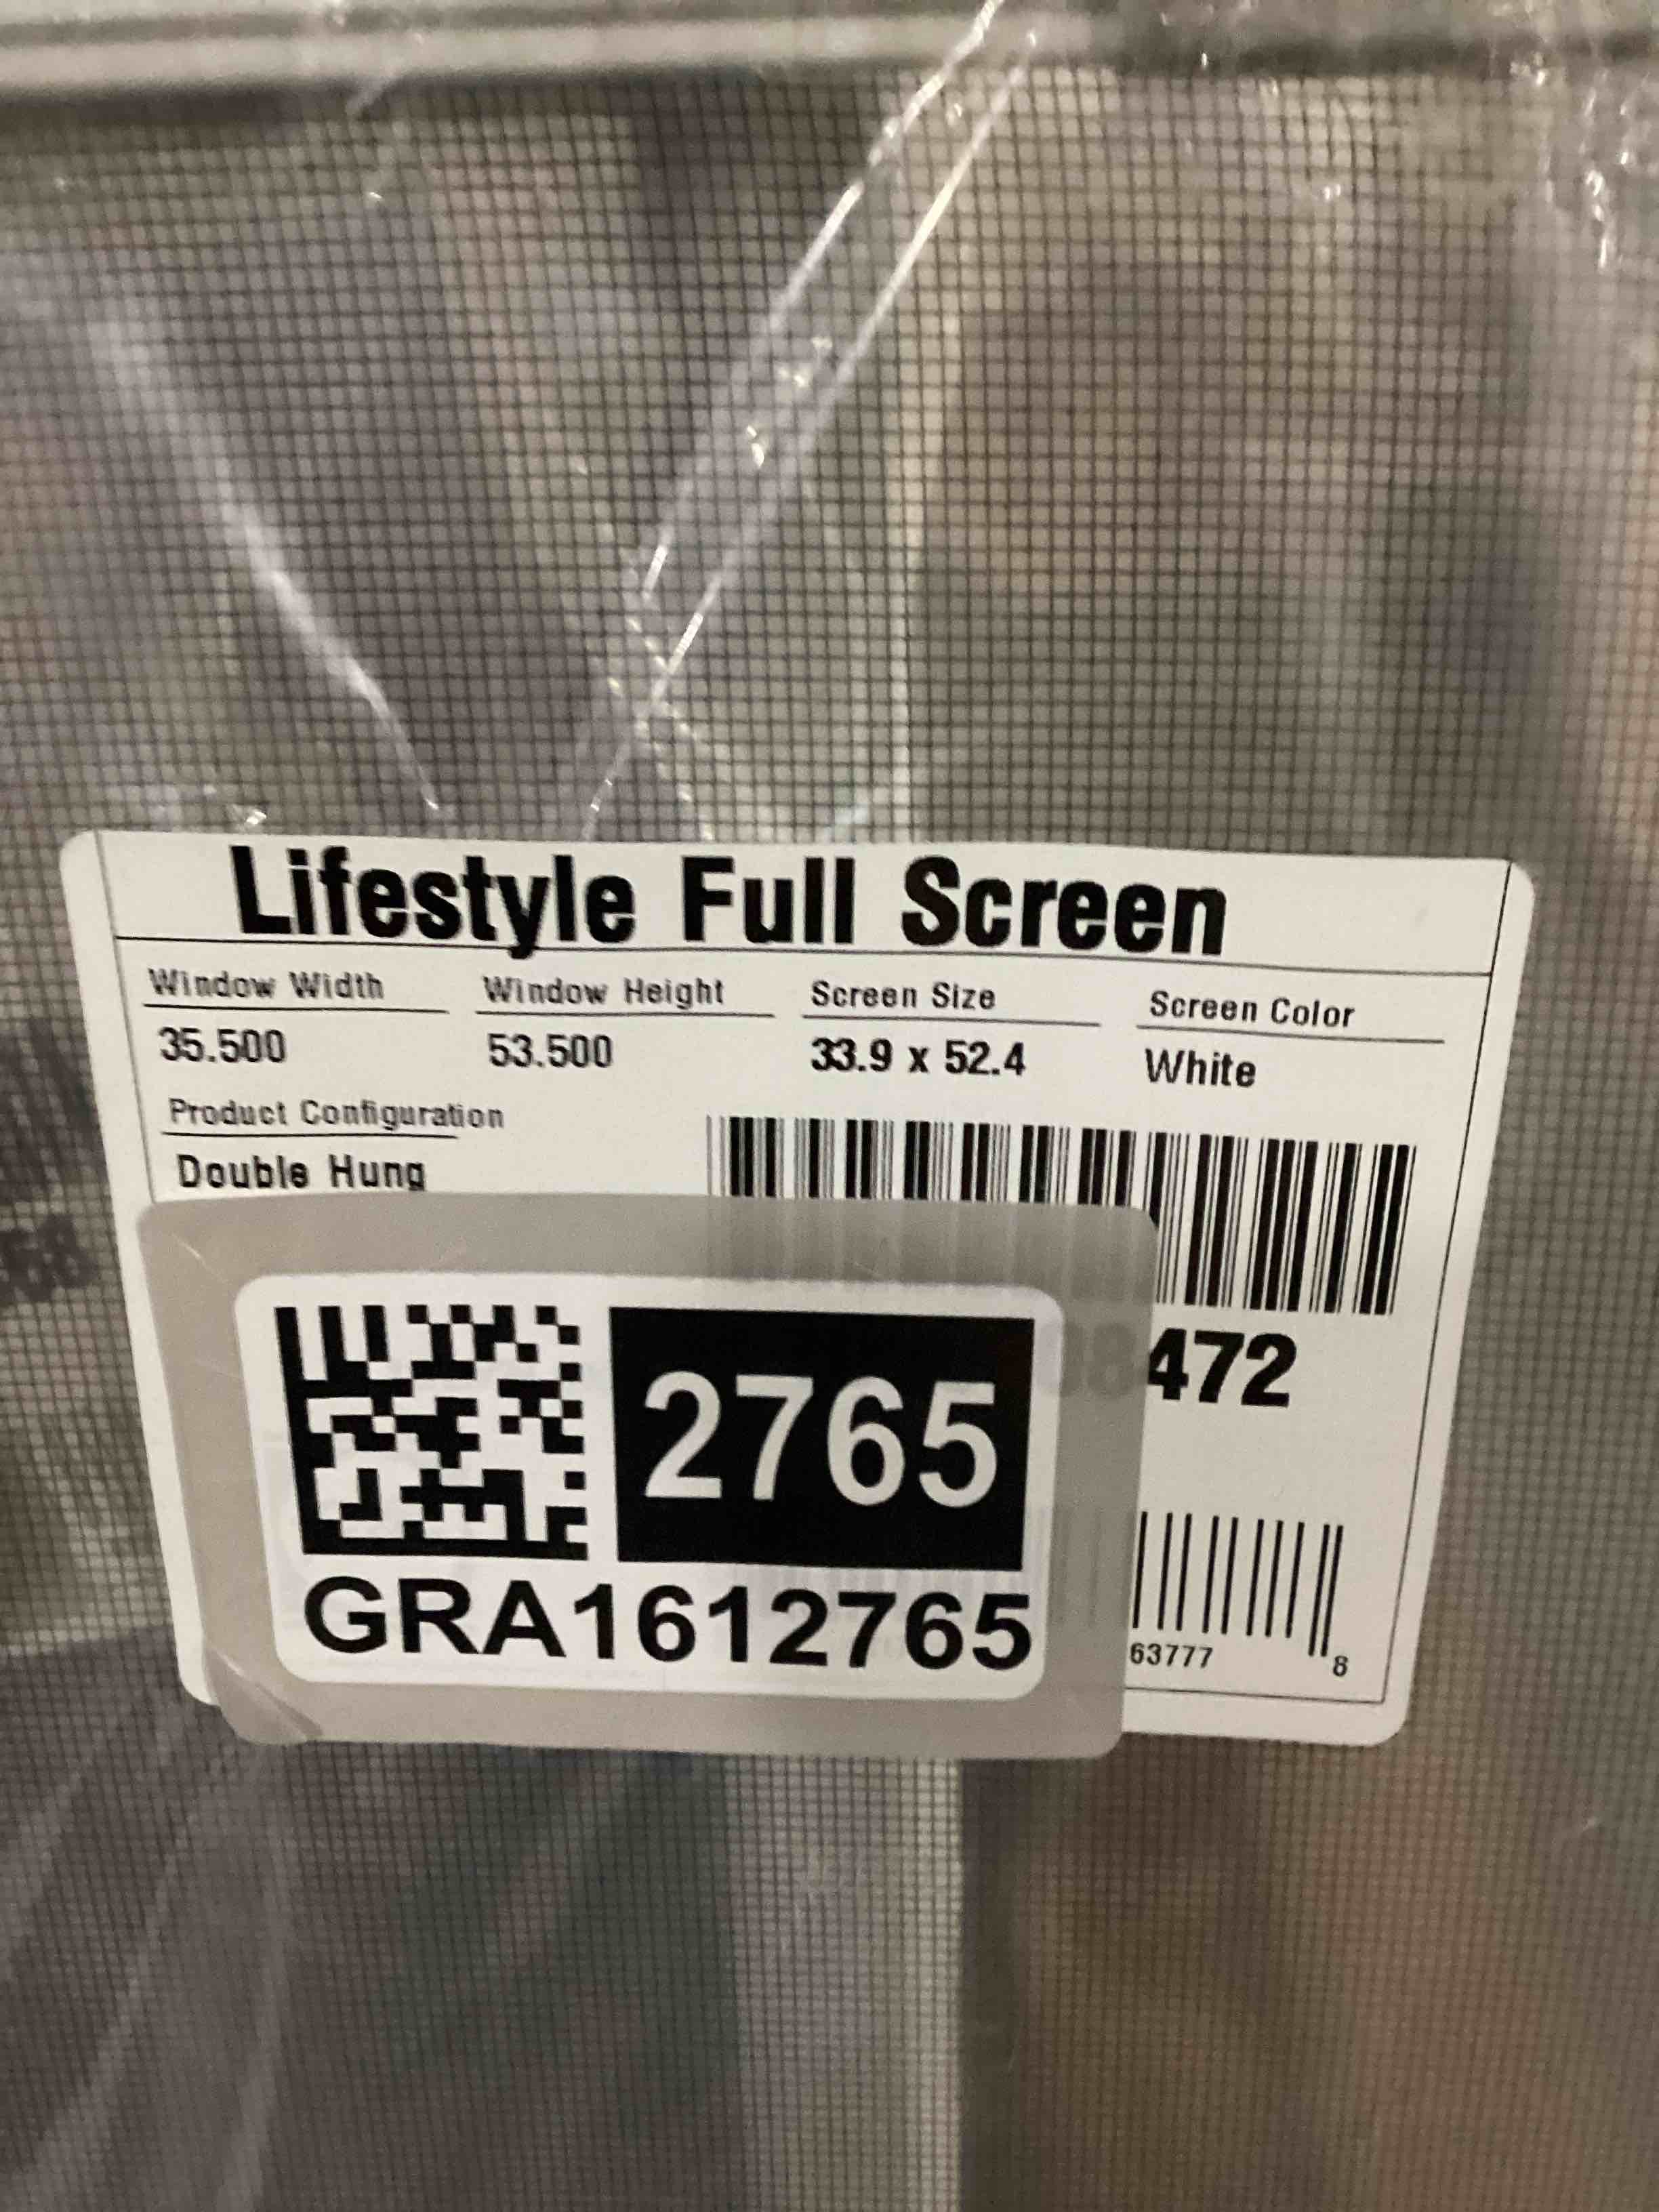 Lifestyle Full Screen
Window Width Window Height Screen Size Screen Color
35.500 53.500 33.9 x 52.4 White
Product Configuration
Double Hung
472
2765
GRA1612765
63777 8